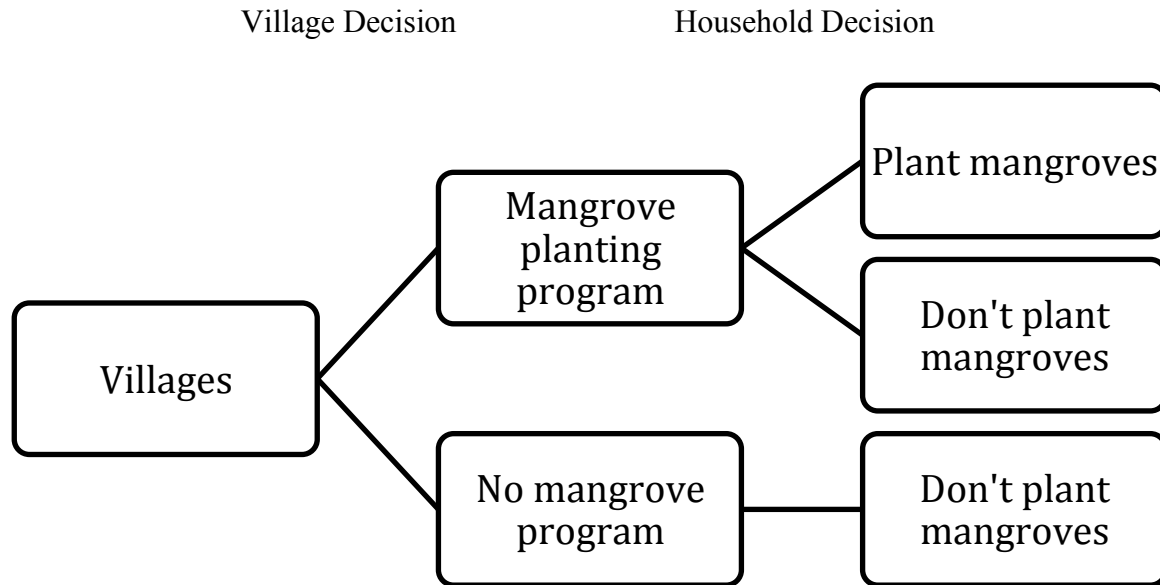 Village Decision
Household Decision
Plant mangroves
Mangrove
planting
program
Don't plant
mangroves
Villages
No mangrove
program
Don't plant
mangroves